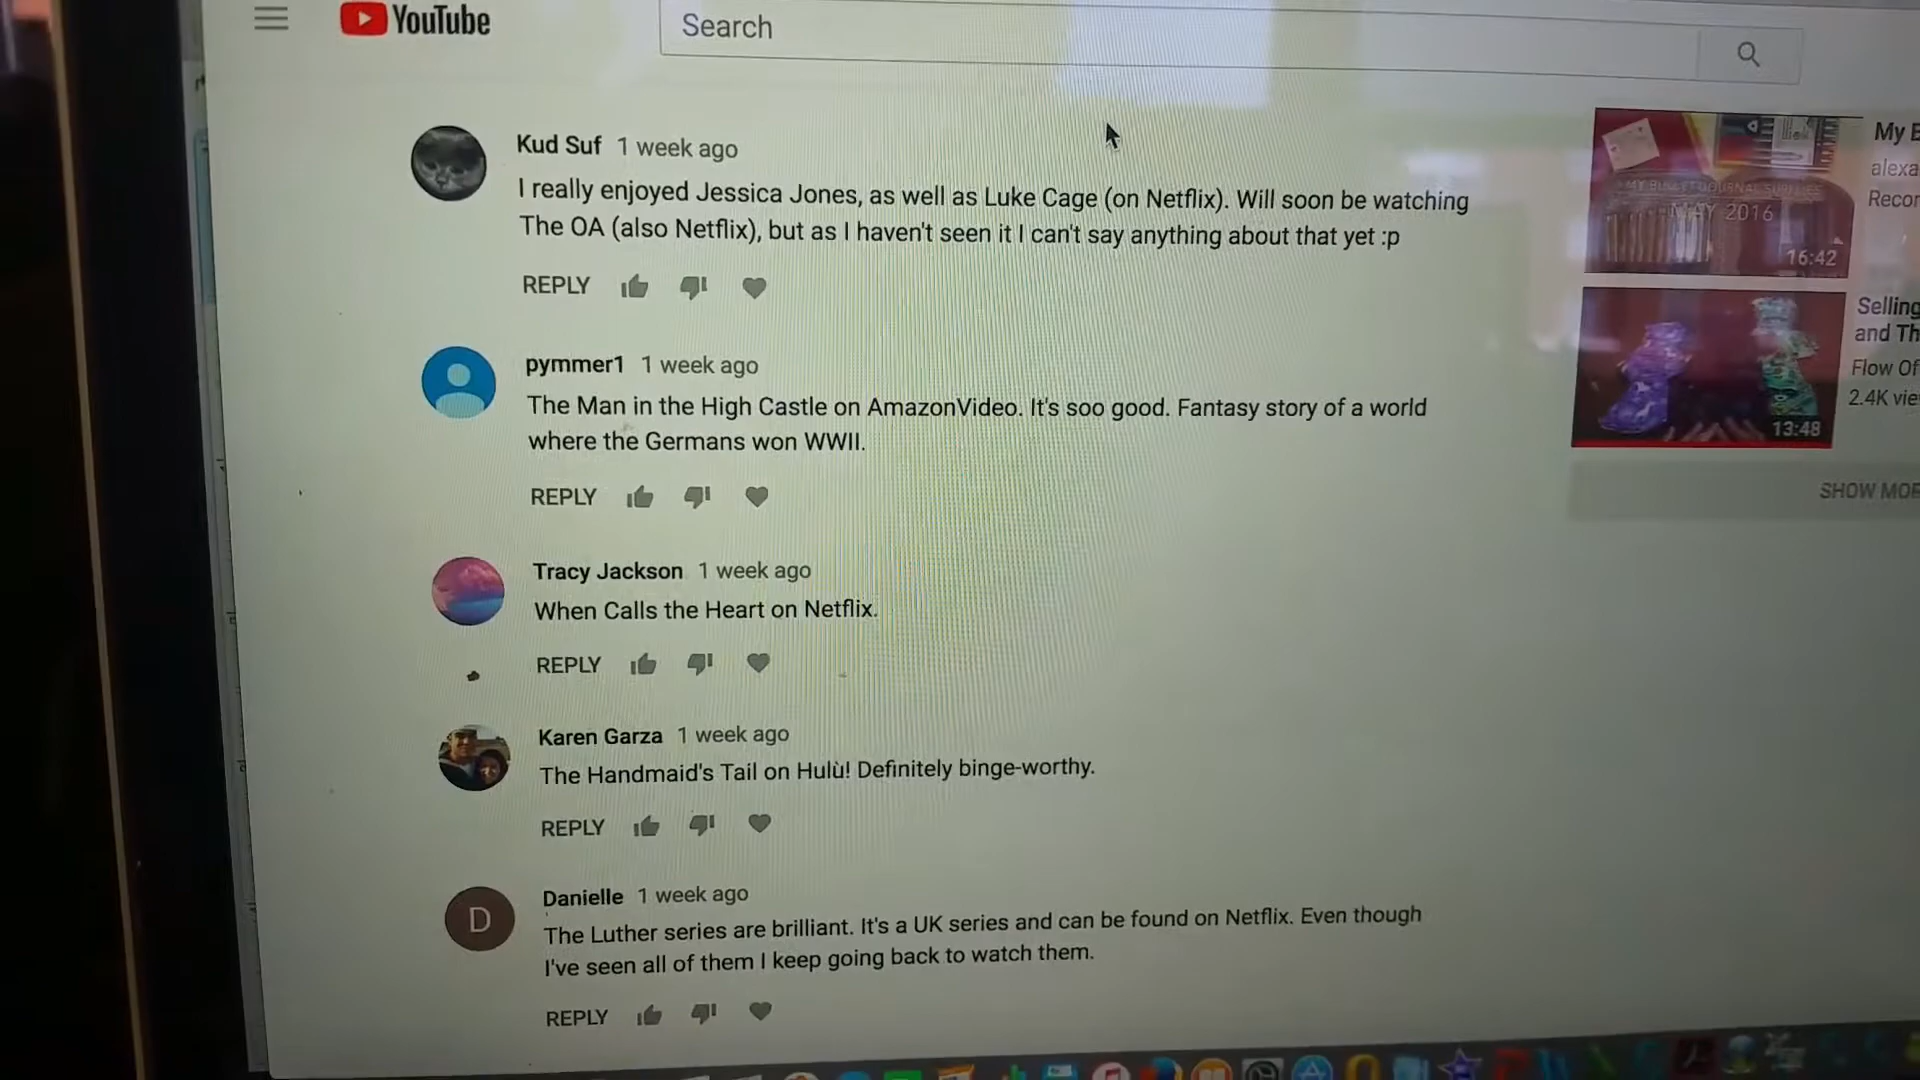 YouTube
Search
Kud Suf 1 week ago
I really enjoyed Jessica Jones, as well as Luke Cage (on Netflix). Will soon be watching
The OA (also Netflix), but as I haven't seen it I can't say anything about that yet :p
REPLY
pymmer1 1 week ago
The Man in the High Castle on AmazonVideo. It's soo good. Fantasy story of a world
where the Germans won WWII.
REPLY
Tracy Jackson 1 week ago
When Calls the Heart on Netflix.
REPLY
Karen Garza 1 week ago
The Handmaid's Tail on Hulù! Definitely binge-worthy.
REPLY
Danielle 1 week ago
D
The Luther series are brilliant. It's a UK series and can be found on Netflix. Even though
I've seen all of them I keep going back to watch them.
REPLY
MY BULLET JOURNAL SUPPLIES
MAY 2016
16:42
My B
alexa
Recor
13:48
Selling
and Th
Flow Of
2.4K vie
SHOW MOR